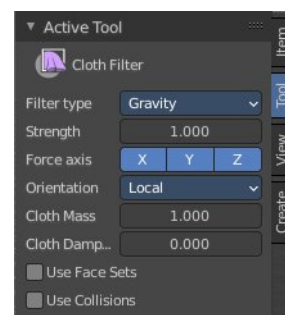 Active Tool
Cloth Filter
Filter type Gravity
Strength 1.000
Force axis X Y Z
Orientation Local
Cloth Mass 1.000
Cloth Damp... 0.000
Use Face Sets
Use Collisions
Item
Tool
View
Create